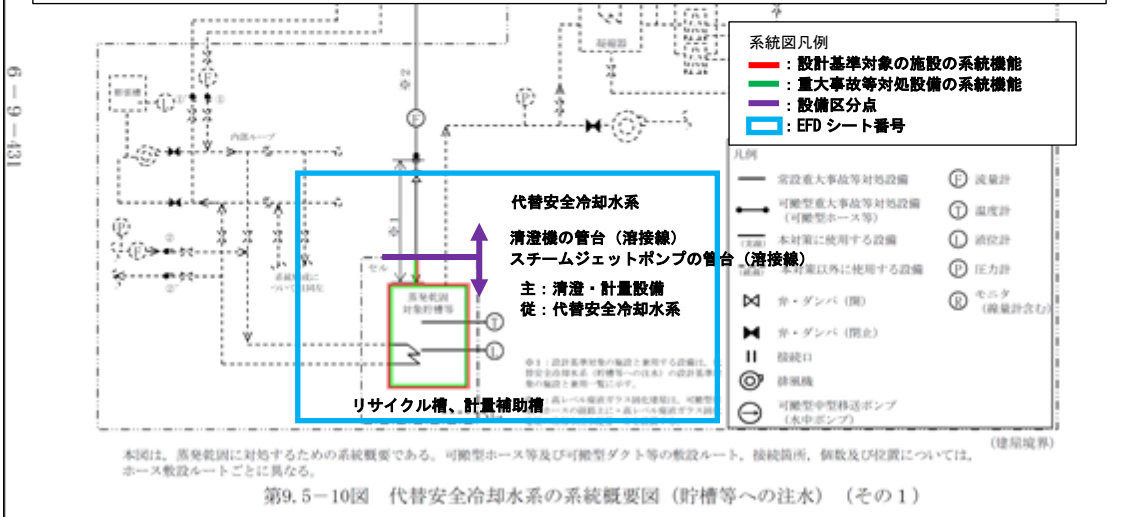 系統図凡例
：設計基準対象の施設の系統機能
：重大事故等対処設備の系統機能
：設備区分点
：EFDシート番号
6－9－431
凝縮器
膨張槽
内部ループ
※2
※1
代替安全冷却水系
清澄機の管台（溶接線）
スチームジェットポンプの管台（溶接線）
主：清澄・計量設備
従：代替安全冷却水系
セル
蒸発乾固
対象貯槽等
リサイクル槽、計量補助槽
凡例
常設重大事故等対処設備
可搬型重大事故等対処設備
（可搬型ホース等）
本対策に使用する設備
本対策以外に使用する設備
弁・ダンパ（開）
弁・ダンパ（閉止）
接続口
排風機
可搬型中型移送ポンプ
（水中ポンプ）
F 流量計
T 温度計
L 液位計
P 圧力計
R モニタ
（線量計含む）
（建屋境界）
本図は，蒸発乾固に対処するための系統概要である。可搬型ホース等及び可搬型ダクト等の敷設ルート，接続箇所，個数及び位置については，
ホース敷設ルートごとに異なる。
第9.5－10図　代替安全冷却水系の系統概要図（貯槽等への注水）（その1）